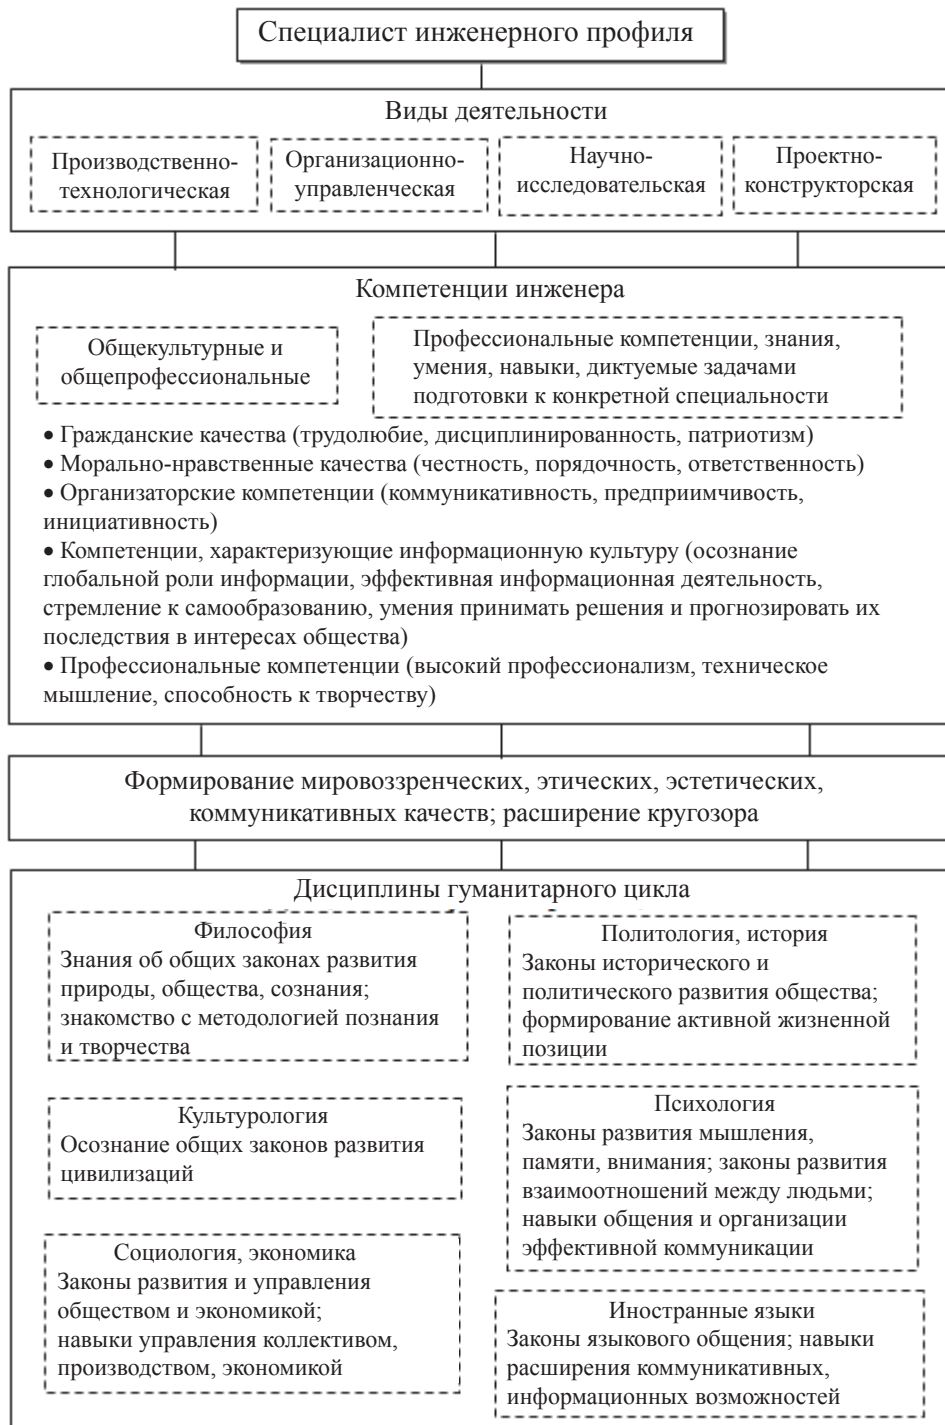 Специалист инженерного профиля
Виды деятельности
Производственно-
технологическая
Организационно-
управленческая
Научно-
исследовательская
Проектно-
конструкторская
Компетенции инженера
Общекультурные и
общепрофессиональные
Профессиональные компетенции, знания,
умения, навыки, диктуемые задачами
подготовки к конкретной специальности
• Гражданские качества (трудолюбие, дисциплинированность, патриотизм)
• Морально-нравственные качества (честность, порядочность, ответственность)
• Организаторские компетенции (коммуникативность, предприимчивость,
инициативность)
• Компетенции, характеризующие информационную культуру (осознание
глобальной роли информации, эффективная информационная деятельность,
стремление к самообразованию, умения принимать решения и прогнозировать их
последствия в интересах общества)
• Профессиональные компетенции (высокий профессионализм, техническое
мышление, способность к творчеству)
Формирование мировоззренческих, этических, эстетических,
коммуникативных качеств; расширение кругозора
Дисциплины гуманитарного цикла
Философия
Знания об общих законах развития
природы, общества, сознания;
знакомство с методологией познания
и творчества
Политология, история
Законы исторического и
политического развития общества;
формирование активной жизненной
позиции
Культурология
Осознание общих законов развития
цивилизаций
Психология
Законы развития мышления,
памяти, внимания; законы развития
взаимоотношений между людьми;
навыки общения и организации
эффективной коммуникации
Социология, экономика
Законы развития и управления
обществом и экономикой;
навыки управления коллективом,
производством, экономикой
Иностранные языки
Законы языкового общения; навыки
расширения коммуникативных,
информационных возможностей